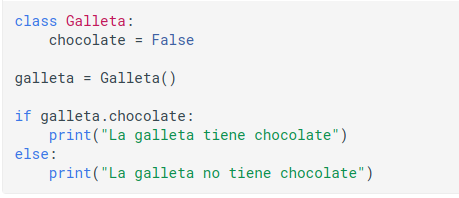 class Galleta:
    chocolate = False

galleta = Galleta()

if galleta.chocolate:
    print("La galleta tiene chocolate")
else:
    print("La galleta no tiene chocolate")